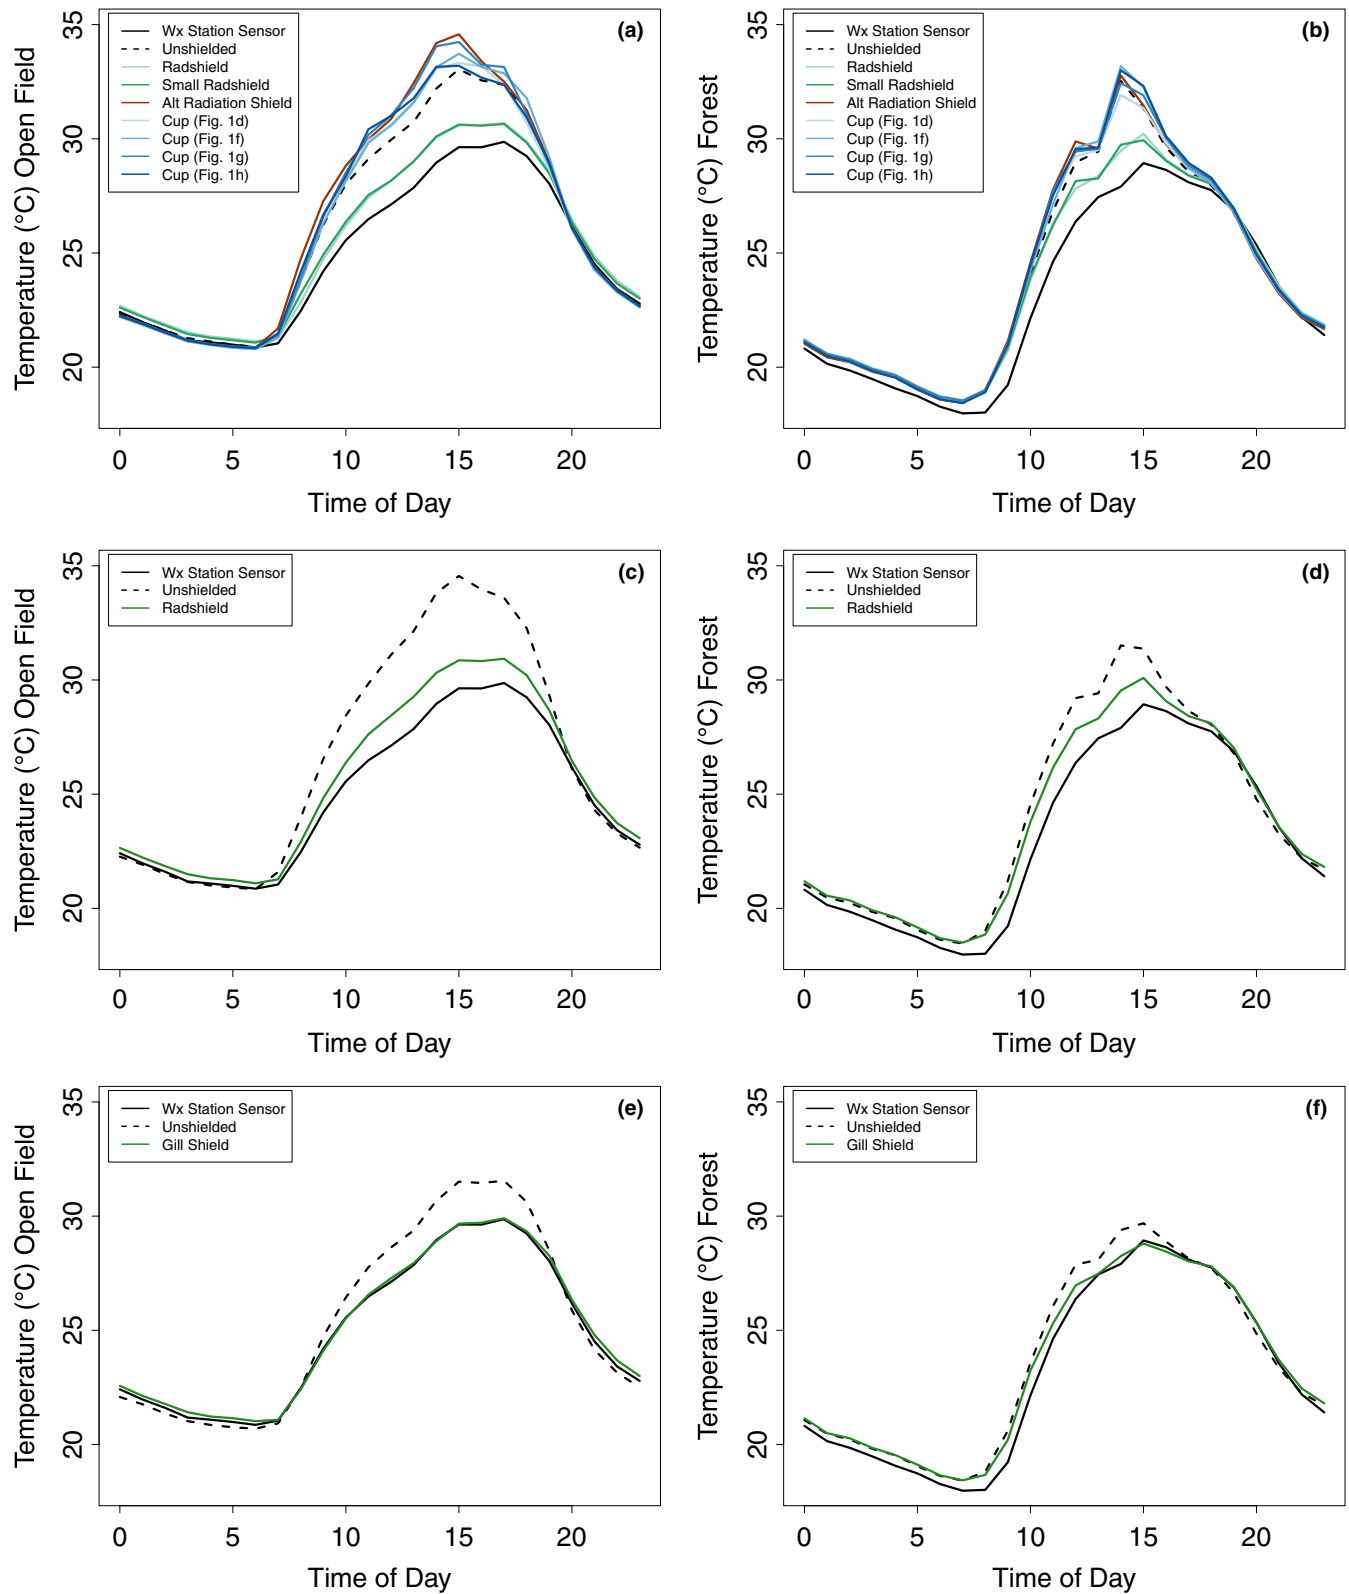 Temperature (°C) Open Field
35
30
25
20
Wx Station Sensor
Unshielded
Radshield
Small Radshield
Alt Radiation Shield
Cup (Fig. 1d)
Cup (Fig. 1f)
Cup (Fig. 1g)
Cup (Fig. 1h)
(a)
0 5 10 15 20
Time of Day
Temperature (°C) Forest
35
30
25
20
Wx Station Sensor
Unshielded
Radshield
Small Radshield
Alt Radiation Shield
Cup (Fig. 1d)
Cup (Fig. 1f)
Cup (Fig. 1g)
Cup (Fig. 1h)
(b)
0 5 10 15 20
Time of Day
Temperature (°C) Open Field
35
30
25
20
Wx Station Sensor
Unshielded
Radshield
(c)
0 5 10 15 20
Time of Day
Temperature (°C) Forest
35
30
25
20
Wx Station Sensor
Unshielded
Radshield
(d)
0 5 10 15 20
Time of Day
Temperature (°C) Open Field
35
30
25
20
Wx Station Sensor
Unshielded
Gill Shield
(e)
0 5 10 15 20
Time of Day
Temperature (°C) Forest
35
30
25
20
Wx Station Sensor
Unshielded
Gill Shield
(f)
0 5 10 15 20
Time of Day